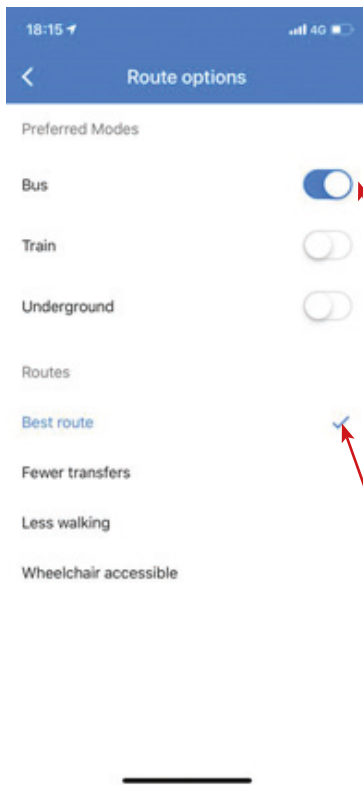 18:15 4G
Route options
Preferred Modes
Bus
Train
Underground
Routes
Best route
Fewer transfers
Less walking
Wheelchair accessible